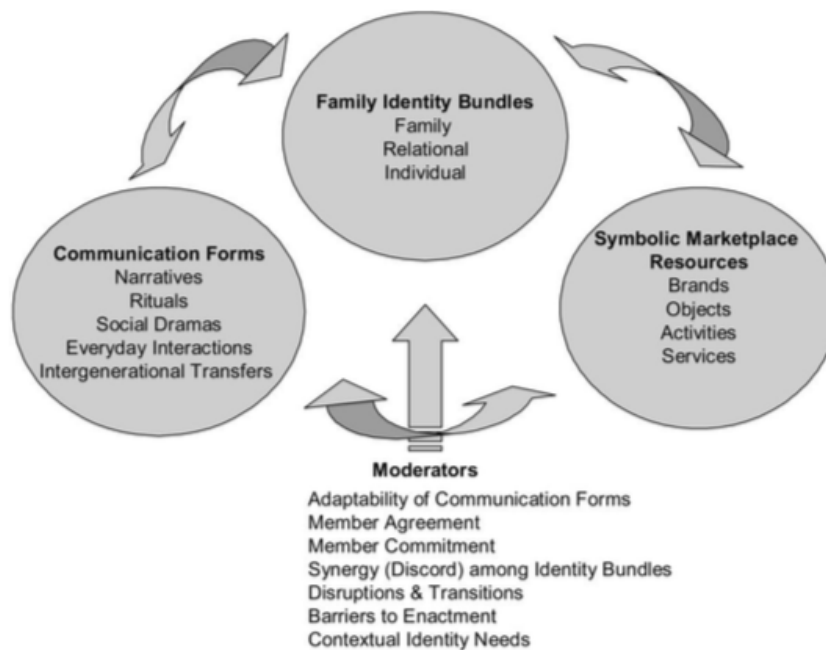 Family Identity Bundles
Family
Relational
Individual
Communication Forms
Narratives
Rituals
Social Dramas
Everyday Interactions
Intergenerational Transfers
Symbolic Marketplace
Resources
Brands
Objects
Activities
Services
Moderators
Adaptability of Communication Forms
Member Agreement
Member Commitment
Synergy (Discord) among Identity Bundles
Disruptions & Transitions
Barriers to Enactment
Contextual Identity Needs